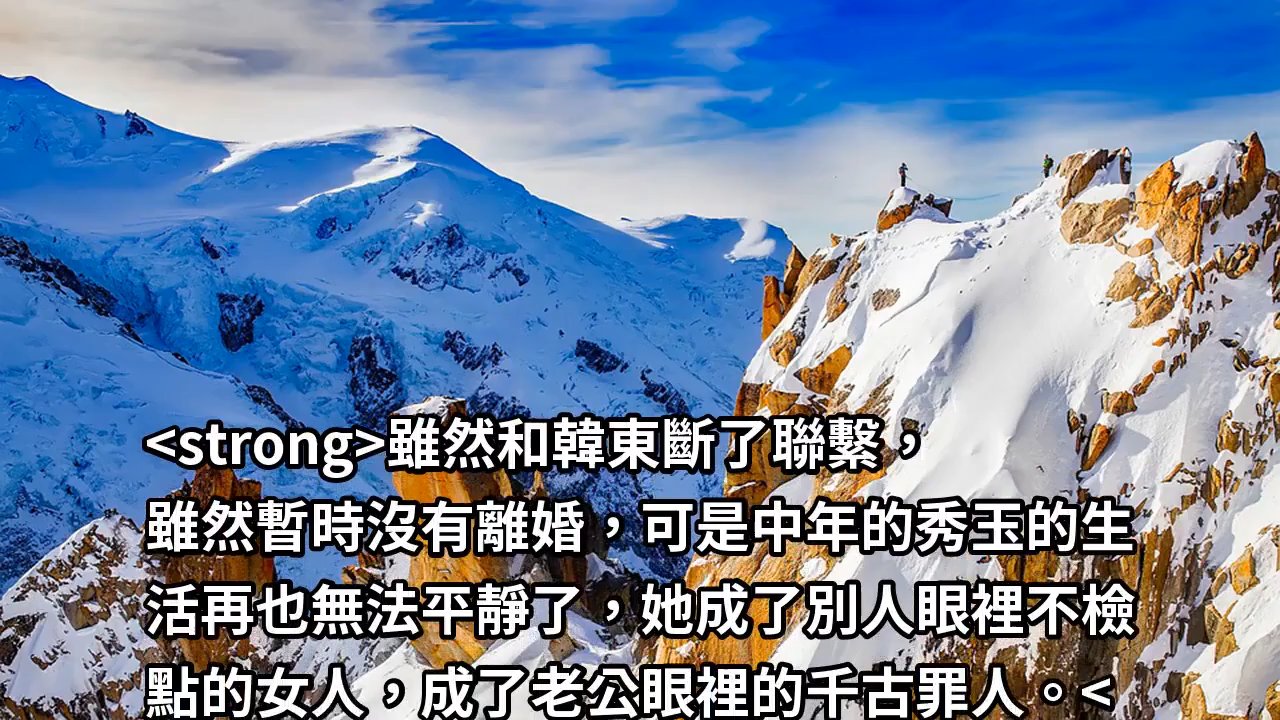 <strong>雖然和韓東斷了聯繫，
雖然暫時沒有離婚，可是中年的秀玉的生
活再也無法平靜了，她成了別人眼裡不檢
點的女人，成了老公眼裡的千古罪人。<